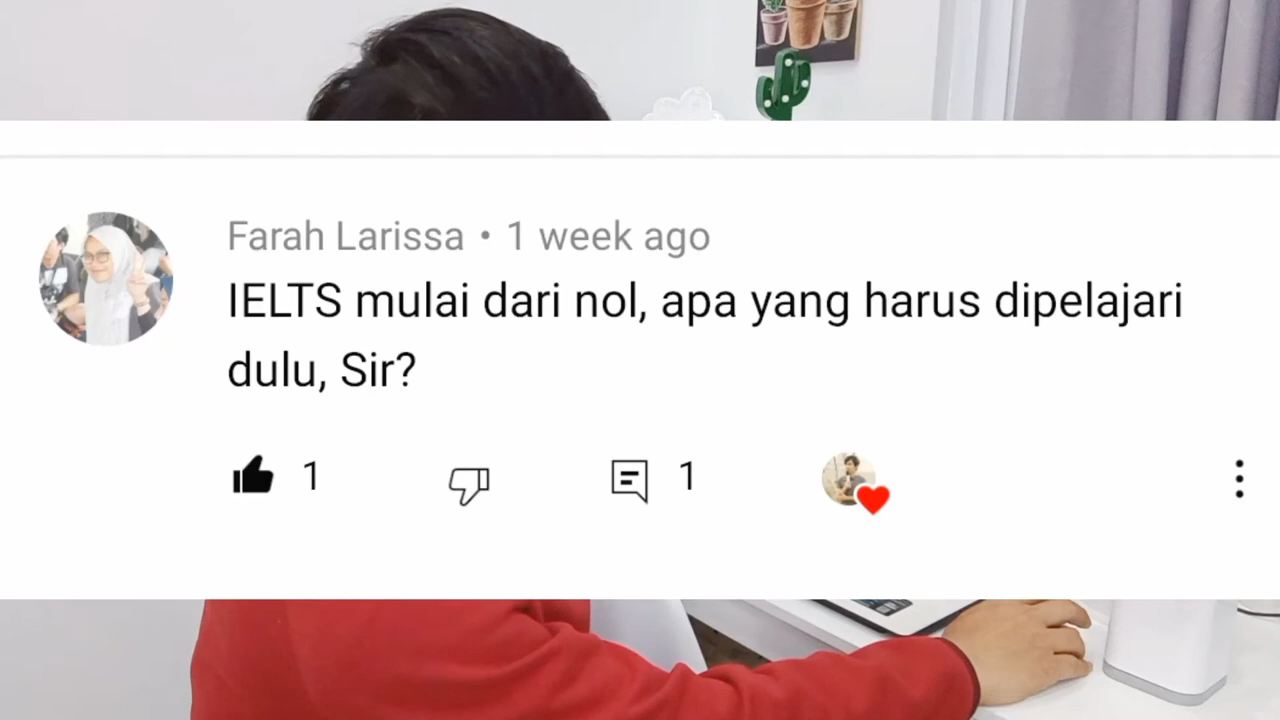 Farah Larissa • 1 week ago
IELTS mulai dari nol, apa yang harus dipelajari
dulu, Sir?
1
1